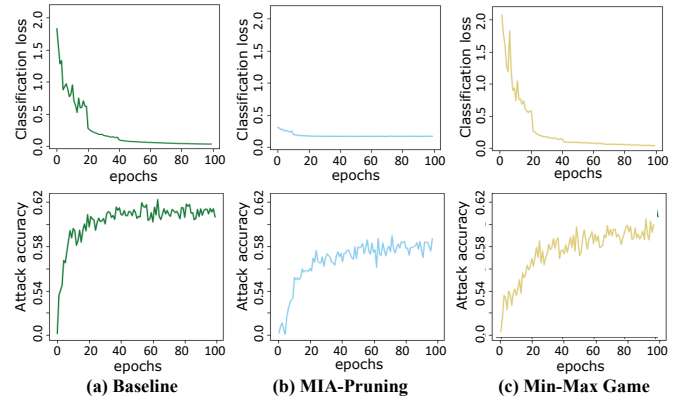 Classification loss
2.0
1.5
1.0
0.5
0.0
0 20 40 60 80 100
epochs
Classification loss
2.0
1.5
1.0
0.5
0.0
0 20 40 60 80 100
epochs
Classification loss
2.0
1.5
1.0
0.5
0.0
0 20 40 60 80 100
epochs
Attack accuracy
0.62
0.58
0.54
0.0
0 20 40 60 80 100
epochs
Attack accuracy
0.62
0.58
0.54
0.0
0 20 40 60 80 100
epochs
Attack accuracy
0.62
0.58
0.54
0.0
0 20 40 60 80 100
epochs
(a) Baseline
(b) MIA-Pruning
(c) Min-Max Game